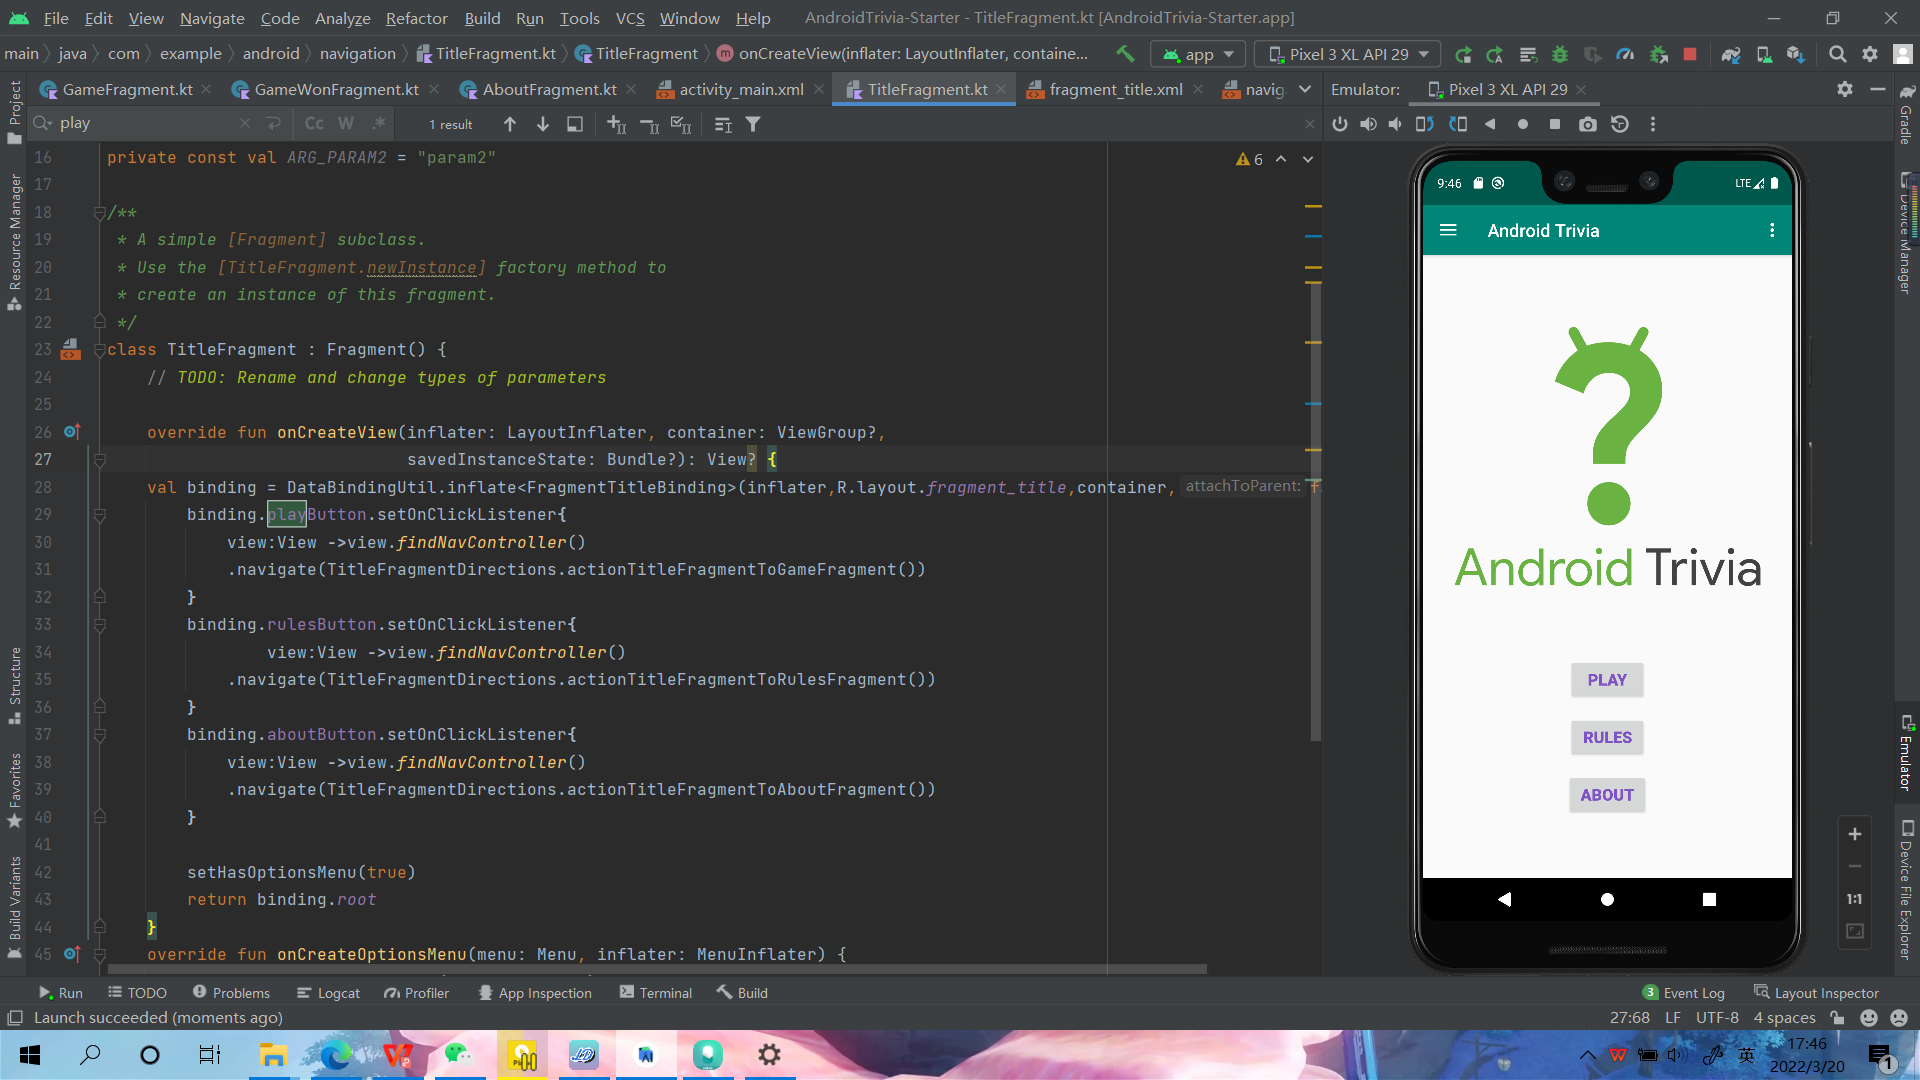 File Edit View Navigate Code Analyze Refactor Build Run Tools VCS Window Help AndroidTrivia-Starter - TitleFragment.kt [AndroidTrivia-Starter.app]
main java com example android navigation TitleFragment.kt TitleFragment onCreateView(inflater: LayoutInflater, containe... app Pixel 3 XL API 29
GameFragment.kt GameWonFragment.kt AboutFragment.kt activity_main.xml TitleFragment.kt fragment_title.xml navig Emulator: Pixel 3 XL API 29
play Cc W .* 1 result
Project
Resource Manager
Structure
Favorites
Build Variants
16 private const val ARG_PARAM2 = "param2" 6
17
18 /**
19 * A simple [Fragment] subclass.
20 * Use the [TitleFragment.newInstance] factory method to
21 * create an instance of this fragment.
22 */
23 class TitleFragment : Fragment() {
24 // TODO: Rename and change types of parameters
25
26 override fun onCreateView(inflater: LayoutInflater, container: ViewGroup?,
27 savedInstanceState: Bundle?): View? {
28 val binding = DataBindingUtil.inflate<FragmentTitleBinding>(inflater,R.layout.fragment_title,container, attachToParent: f
29 binding.playButton.setOnClickListener{
30 view:View ->view.findNavController()
31 .navigate(TitleFragmentDirections.actionTitleFragmentToGameFragment())
32 }
33 binding.rulesButton.setOnClickListener{
34 view:View ->view.findNavController()
35 .navigate(TitleFragmentDirections.actionTitleFragmentToRulesFragment())
36 }
37 binding.aboutButton.setOnClickListener{
38 view:View ->view.findNavController()
39 .navigate(TitleFragmentDirections.actionTitleFragmentToAboutFragment())
40 }
41
42 setHasOptionsMenu(true)
43 return binding.root
44 }
45 override fun onCreateOptionsMenu(menu: Menu, inflater: MenuInflater) {
9:46 LTE
Android Trivia
Android Trivia
PLAY
RULES
ABOUT
1:1
Gradle
Device Manager
Emulator
Device File Explorer
Run TODO Problems Logcat Profiler App Inspection Terminal Build 3 Event Log Layout Inspector
Launch succeeded (moments ago) 27:68 LF UTF-8 4 spaces
英 17:46
2022/3/20 1